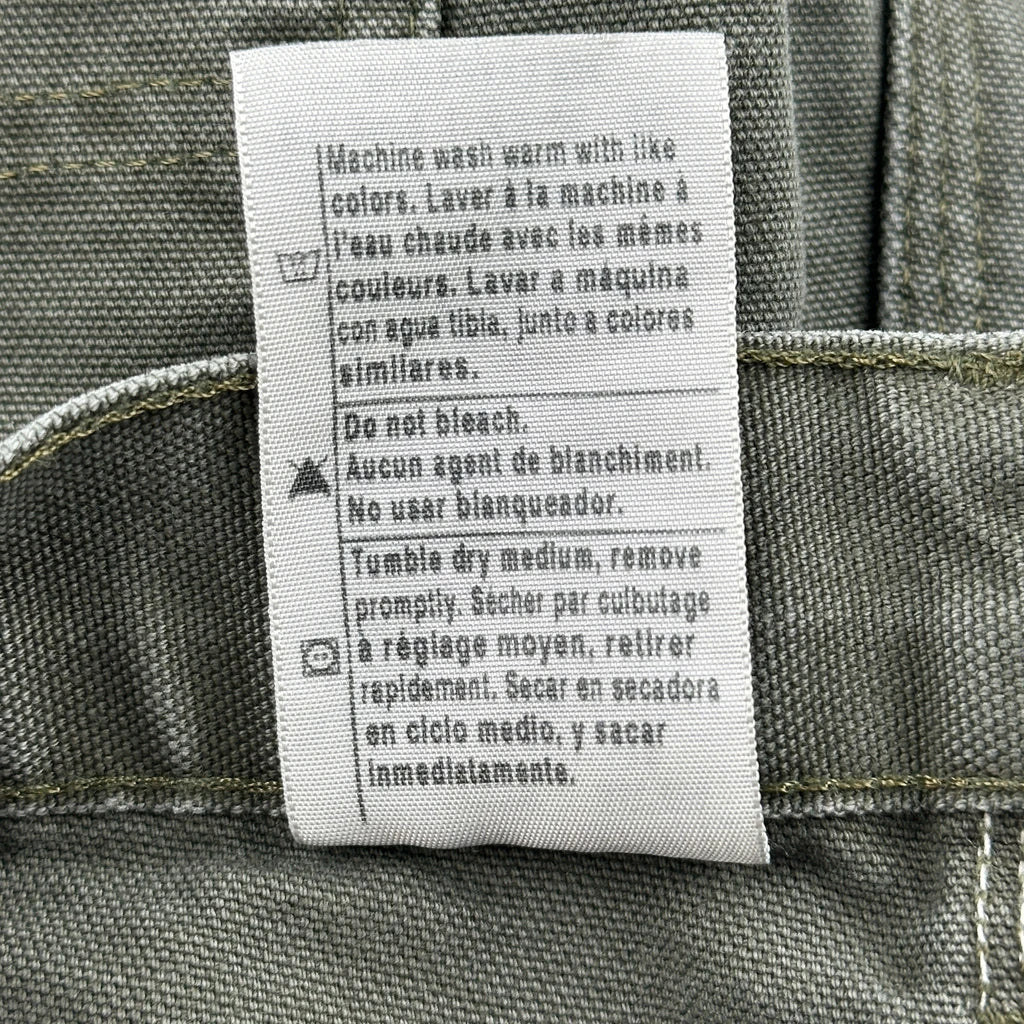 Machine wash warm with like
colors. Laver à la machine à
l'eau chaude avec les mêmes
couleurs. Lavar a máquina
con agua tibia, junto a colores
similares.
Do not bleach.
Aucun agent de blanchiment.
No usar blanqueador.
Tumble dry medium, remove
promptly. Sécher par culbutage
à réglage moyen, retirer
rapidement. Secar en secadora
en ciclo medio, y sacar
inmediatamente.